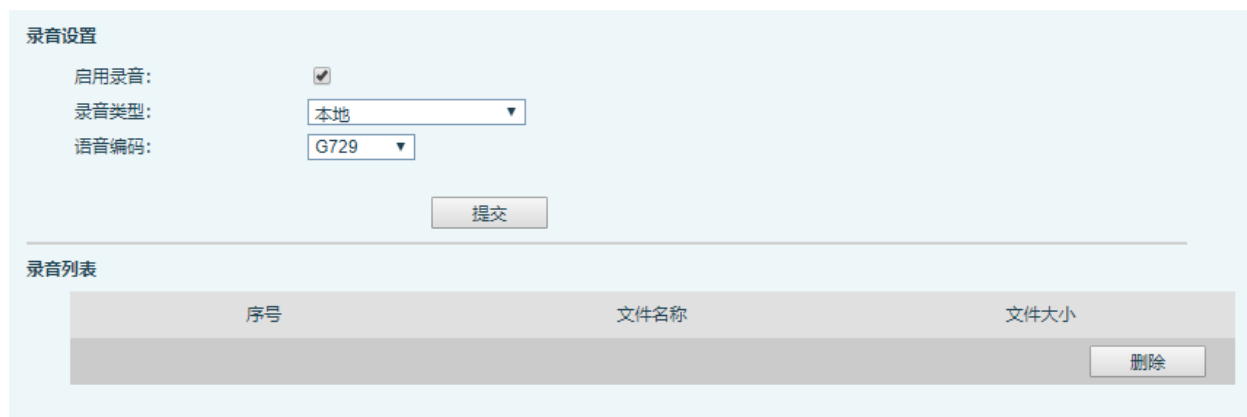 录音设置
启用录音:
录音类型: 本地
语音编码: G729
提交
录音列表
序号 文件名称 文件大小
删除